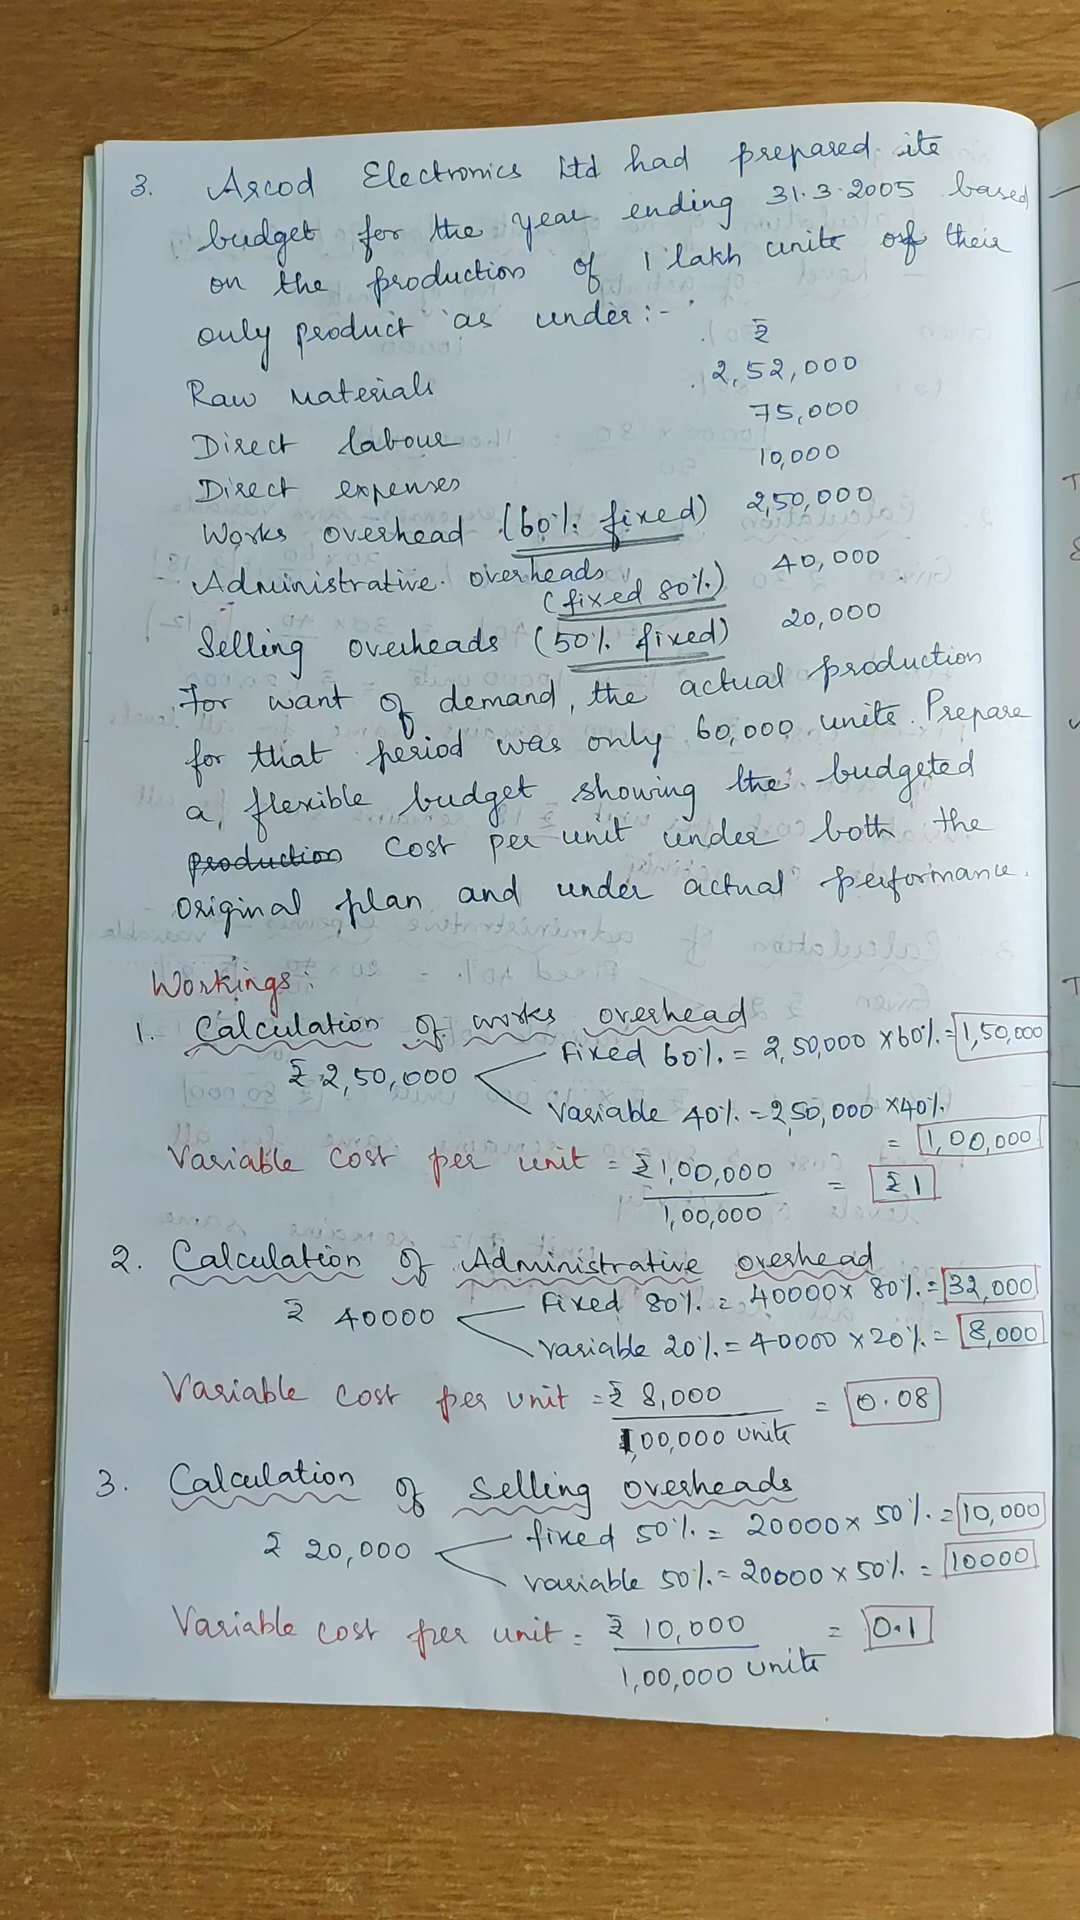 3. Arcod Electronics Ltd had prepared its
budget for the year ending 31.3.2005 based
on the production of 1 lakh units of their
only product as under:-
₹
Raw Materials 2,52,000
Direct labour 75,000
Direct expenses 10,000
Works overhead (60% fixed) 2,50,000
Administrative overheads 40,000
(fixed 80%)
Selling overheads (50% fixed) 20,000
For want of demand, the actual production
for that period was only 60,000 units. Prepare
a flexible budget showing the budgeted
production cost per unit under both the
original plan and under actual performance.
Workings:
1. Calculation of works overhead
₹ 2,50,000
Fixed 60% = 2,50,000 x 60% = 1,50,000
Variable 40% = 250,000 x 40%
= 1,00,000
Variable cost per unit = ₹ 1,00,000 / 1,00,000 = ₹ 1
2. Calculation of Administrative overhead
₹ 40000
Fixed 80% = 40000 x 80% = 32,000
Variable 20% = 40000 x 20% = 8,000
Variable cost per unit = ₹ 8,000 / 1,00,000 units = 0.08
3. Calculation of Selling overheads
₹ 20,000
fixed 50% = 20000 x 50% = 10,000
variable 50% = 20000 x 50% = 10000
Variable cost per unit = ₹ 10,000 / 1,00,000 units = 0.1